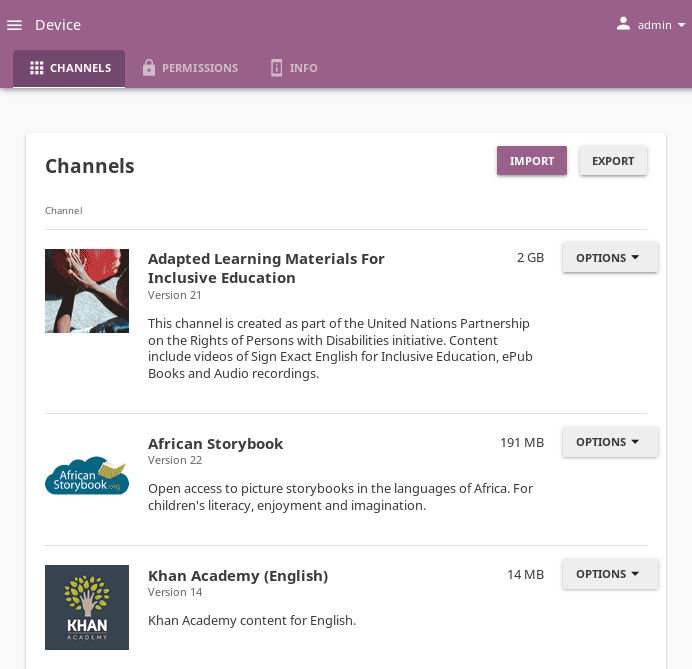 Device
admin
CHANNELS
PERMISSIONS
INFO
Channels
IMPORT
EXPORT
Channel
Adapted Learning Materials For
Inclusive Education
2 GB
OPTIONS
Version 21
This channel is created as part of the United Nations Partnership
on the Rights of Persons with Disabilities initiative. Content
include videos of Sign Exact English for Inclusive Education, ePub
Books and Audio recordings.
African
Storybook.org
African Storybook
191 MB
OPTIONS
Version 22
Open access to picture storybooks in the languages of Africa. For
children's literacy, enjoyment and imagination.
KHAN
ACADEMY
Khan Academy (English)
14 MB
OPTIONS
Version 14
Khan Academy content for English.